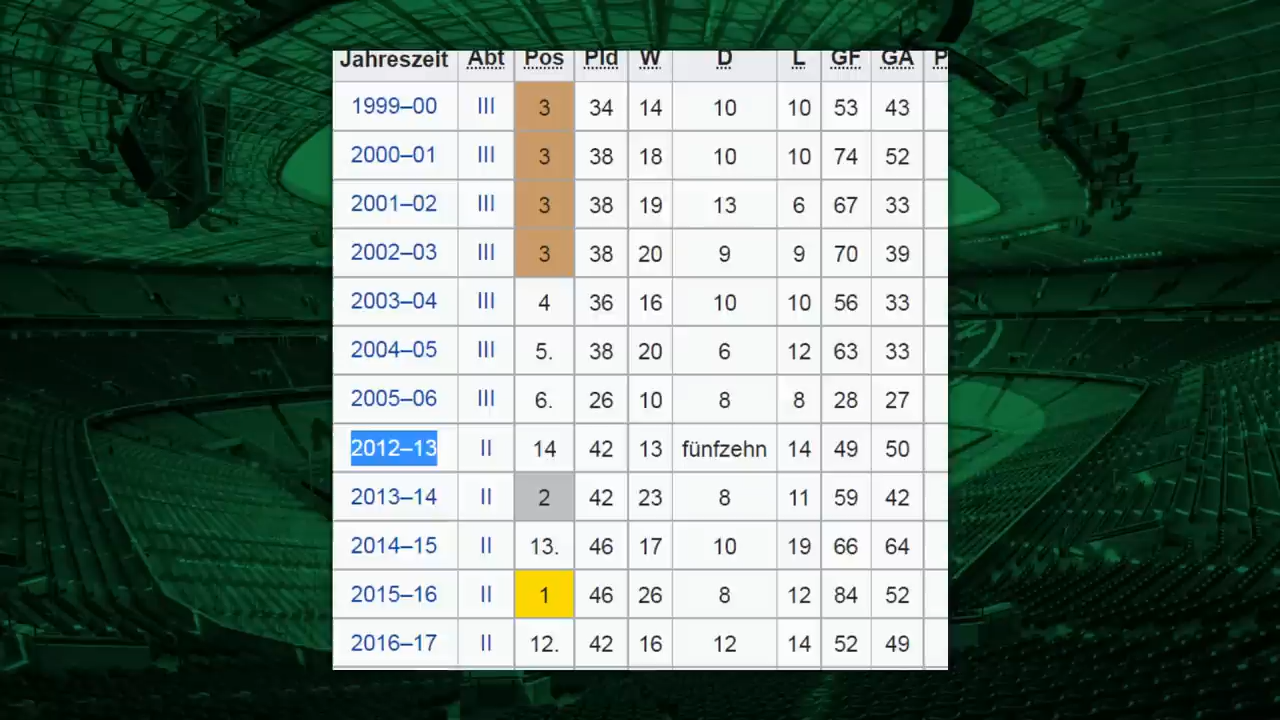 Jahreszeit Abt Pos Pld W D L GF GA P
1999–00 III 3 34 14 10 10 53 43
2000–01 III 3 38 18 10 10 74 52
2001–02 III 3 38 19 13 6 67 33
2002–03 III 3 38 20 9 9 70 39
2003–04 III 4 36 16 10 10 56 33
2004–05 III 5. 38 20 6 12 63 33
2005–06 III 6. 26 10 8 8 28 27
2012–13 II 14 42 13 fünfzehn 14 49 50
2013–14 II 2 42 23 8 11 59 42
2014–15 II 13. 46 17 10 19 66 64
2015–16 II 1 46 26 8 12 84 52
2016–17 II 12. 42 16 12 14 52 49